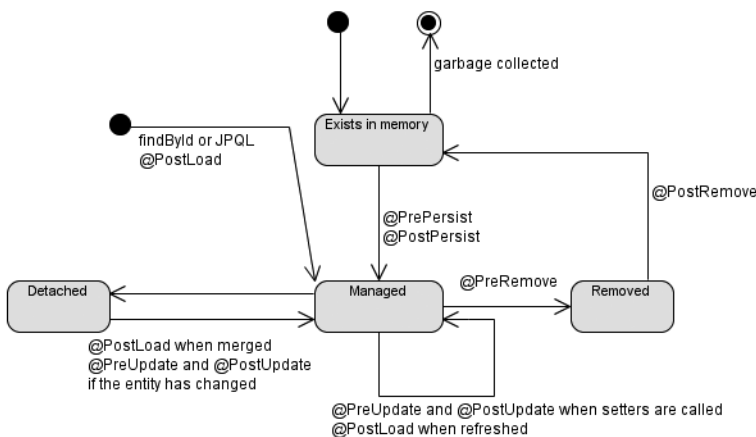 garbage collected
Exists in memory
findById or JPQL
@PostLoad
@PostRemove
@PrePersist
@PostPersist
Detached
Managed
@PreRemove
Removed
@PostLoad when merged
@PreUpdate and @PostUpdate
if the entity has changed
@PreUpdate and @PostUpdate when setters are called
@PostLoad when refreshed